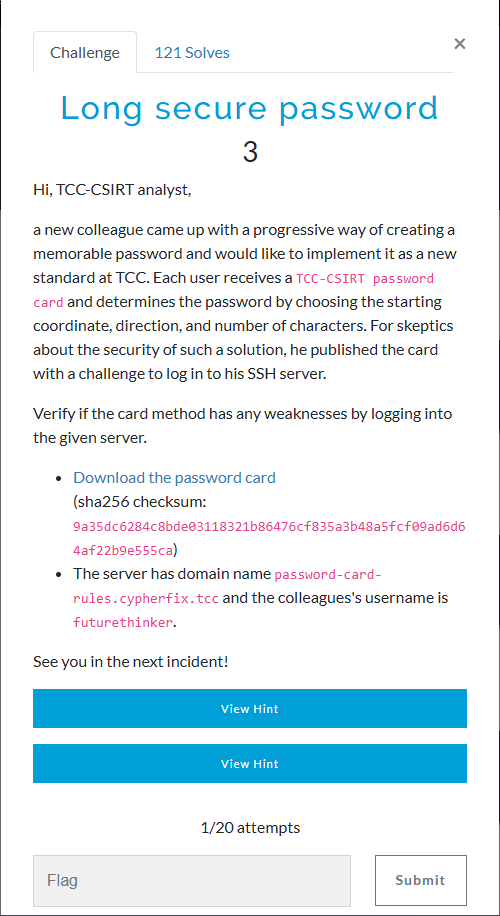 Challenge
121 Solves
×
Long secure password
3
Hi, TCC-CSIRT analyst,
a new colleague came up with a progressive way of creating a
memorable password and would like to implement it as a new
standard at TCC. Each user receives a TCC-CSIRT password
card and determines the password by choosing the starting
coordinate, direction, and number of characters. For skeptics
about the security of such a solution, he published the card
with a challenge to log in to his SSH server.
Verify if the card method has any weaknesses by logging into
the given server.
• Download the password card
(sha256 checksum:
9a35dc6284c8bde03118321b86476cf835a3b48a5fcf09ad6d6
4af22b9e555ca)
• The server has domain name password-card-
rules.cypherfix.tcc and the colleagues's username is
futurethinker.
See you in the next incident!
View Hint
View Hint
1/20 attempts
Flag
Submit